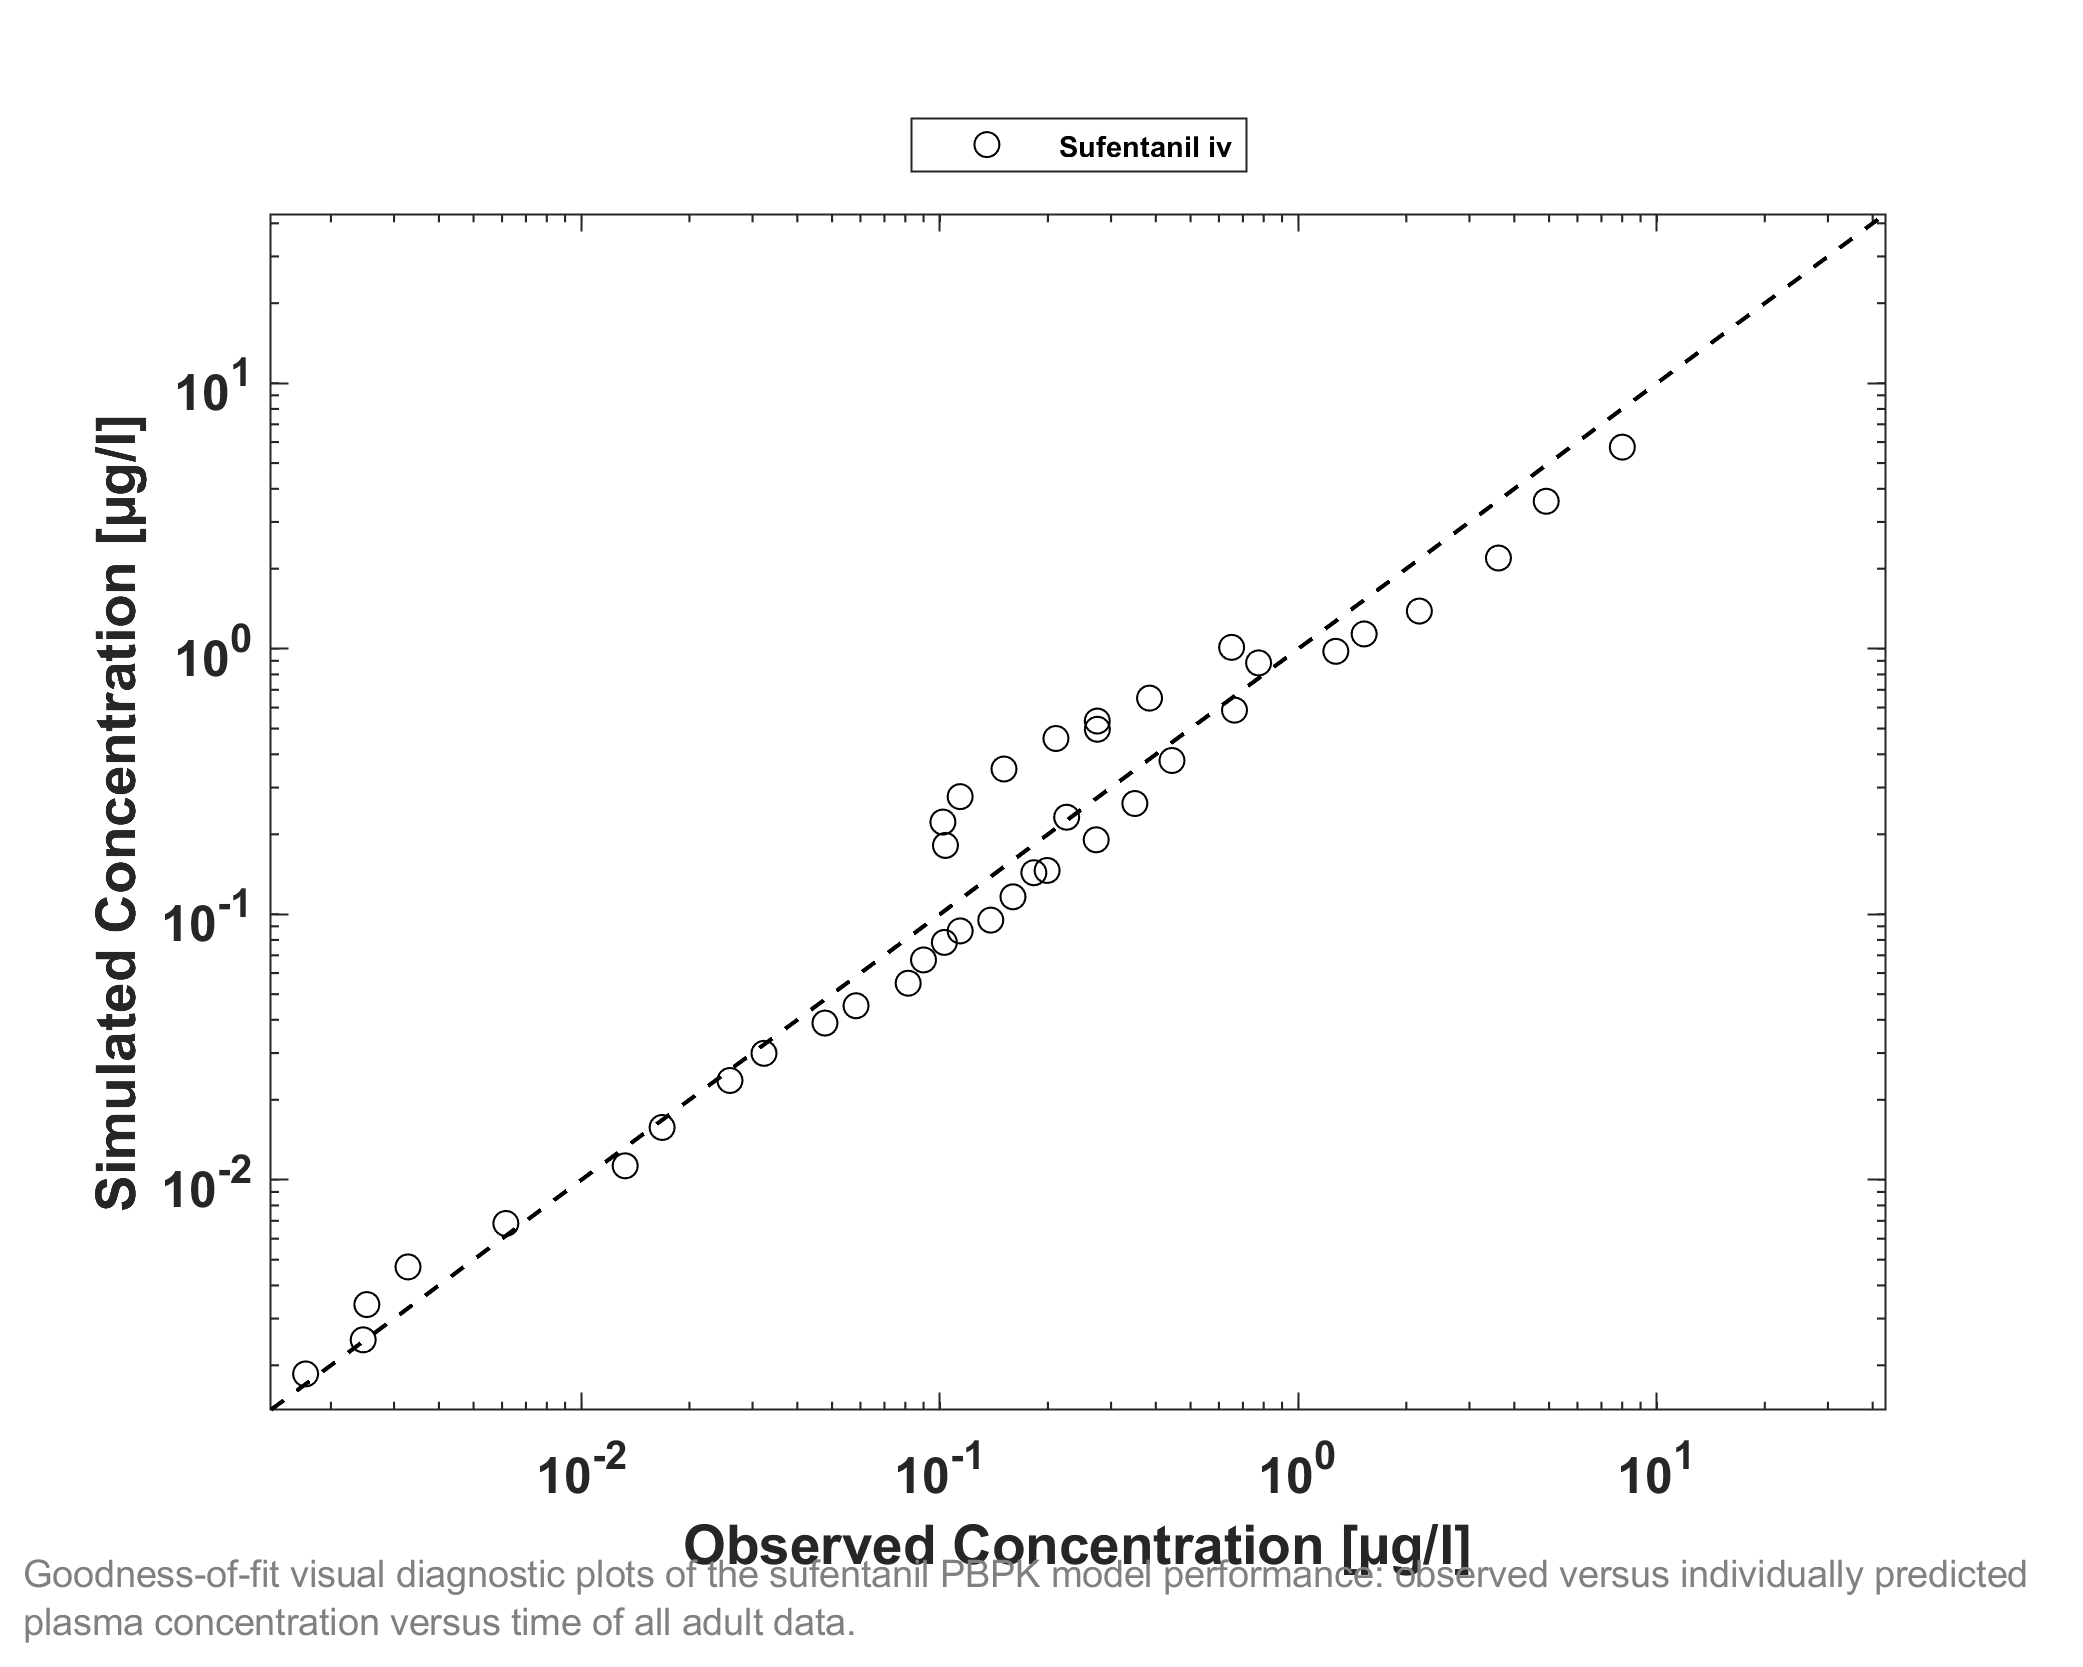 Sufentanil iv
Simulated Concentration [µg/l]
10^1
10^0
10^-1
10^-2
10^-2 10^-1 10^0 10^1
Observed Concentration [µg/l]
Goodness-of-fit visual diagnostic plots of the sufentanil PBPK model performance: observed versus individually predicted
plasma concentration versus time of all adult data.